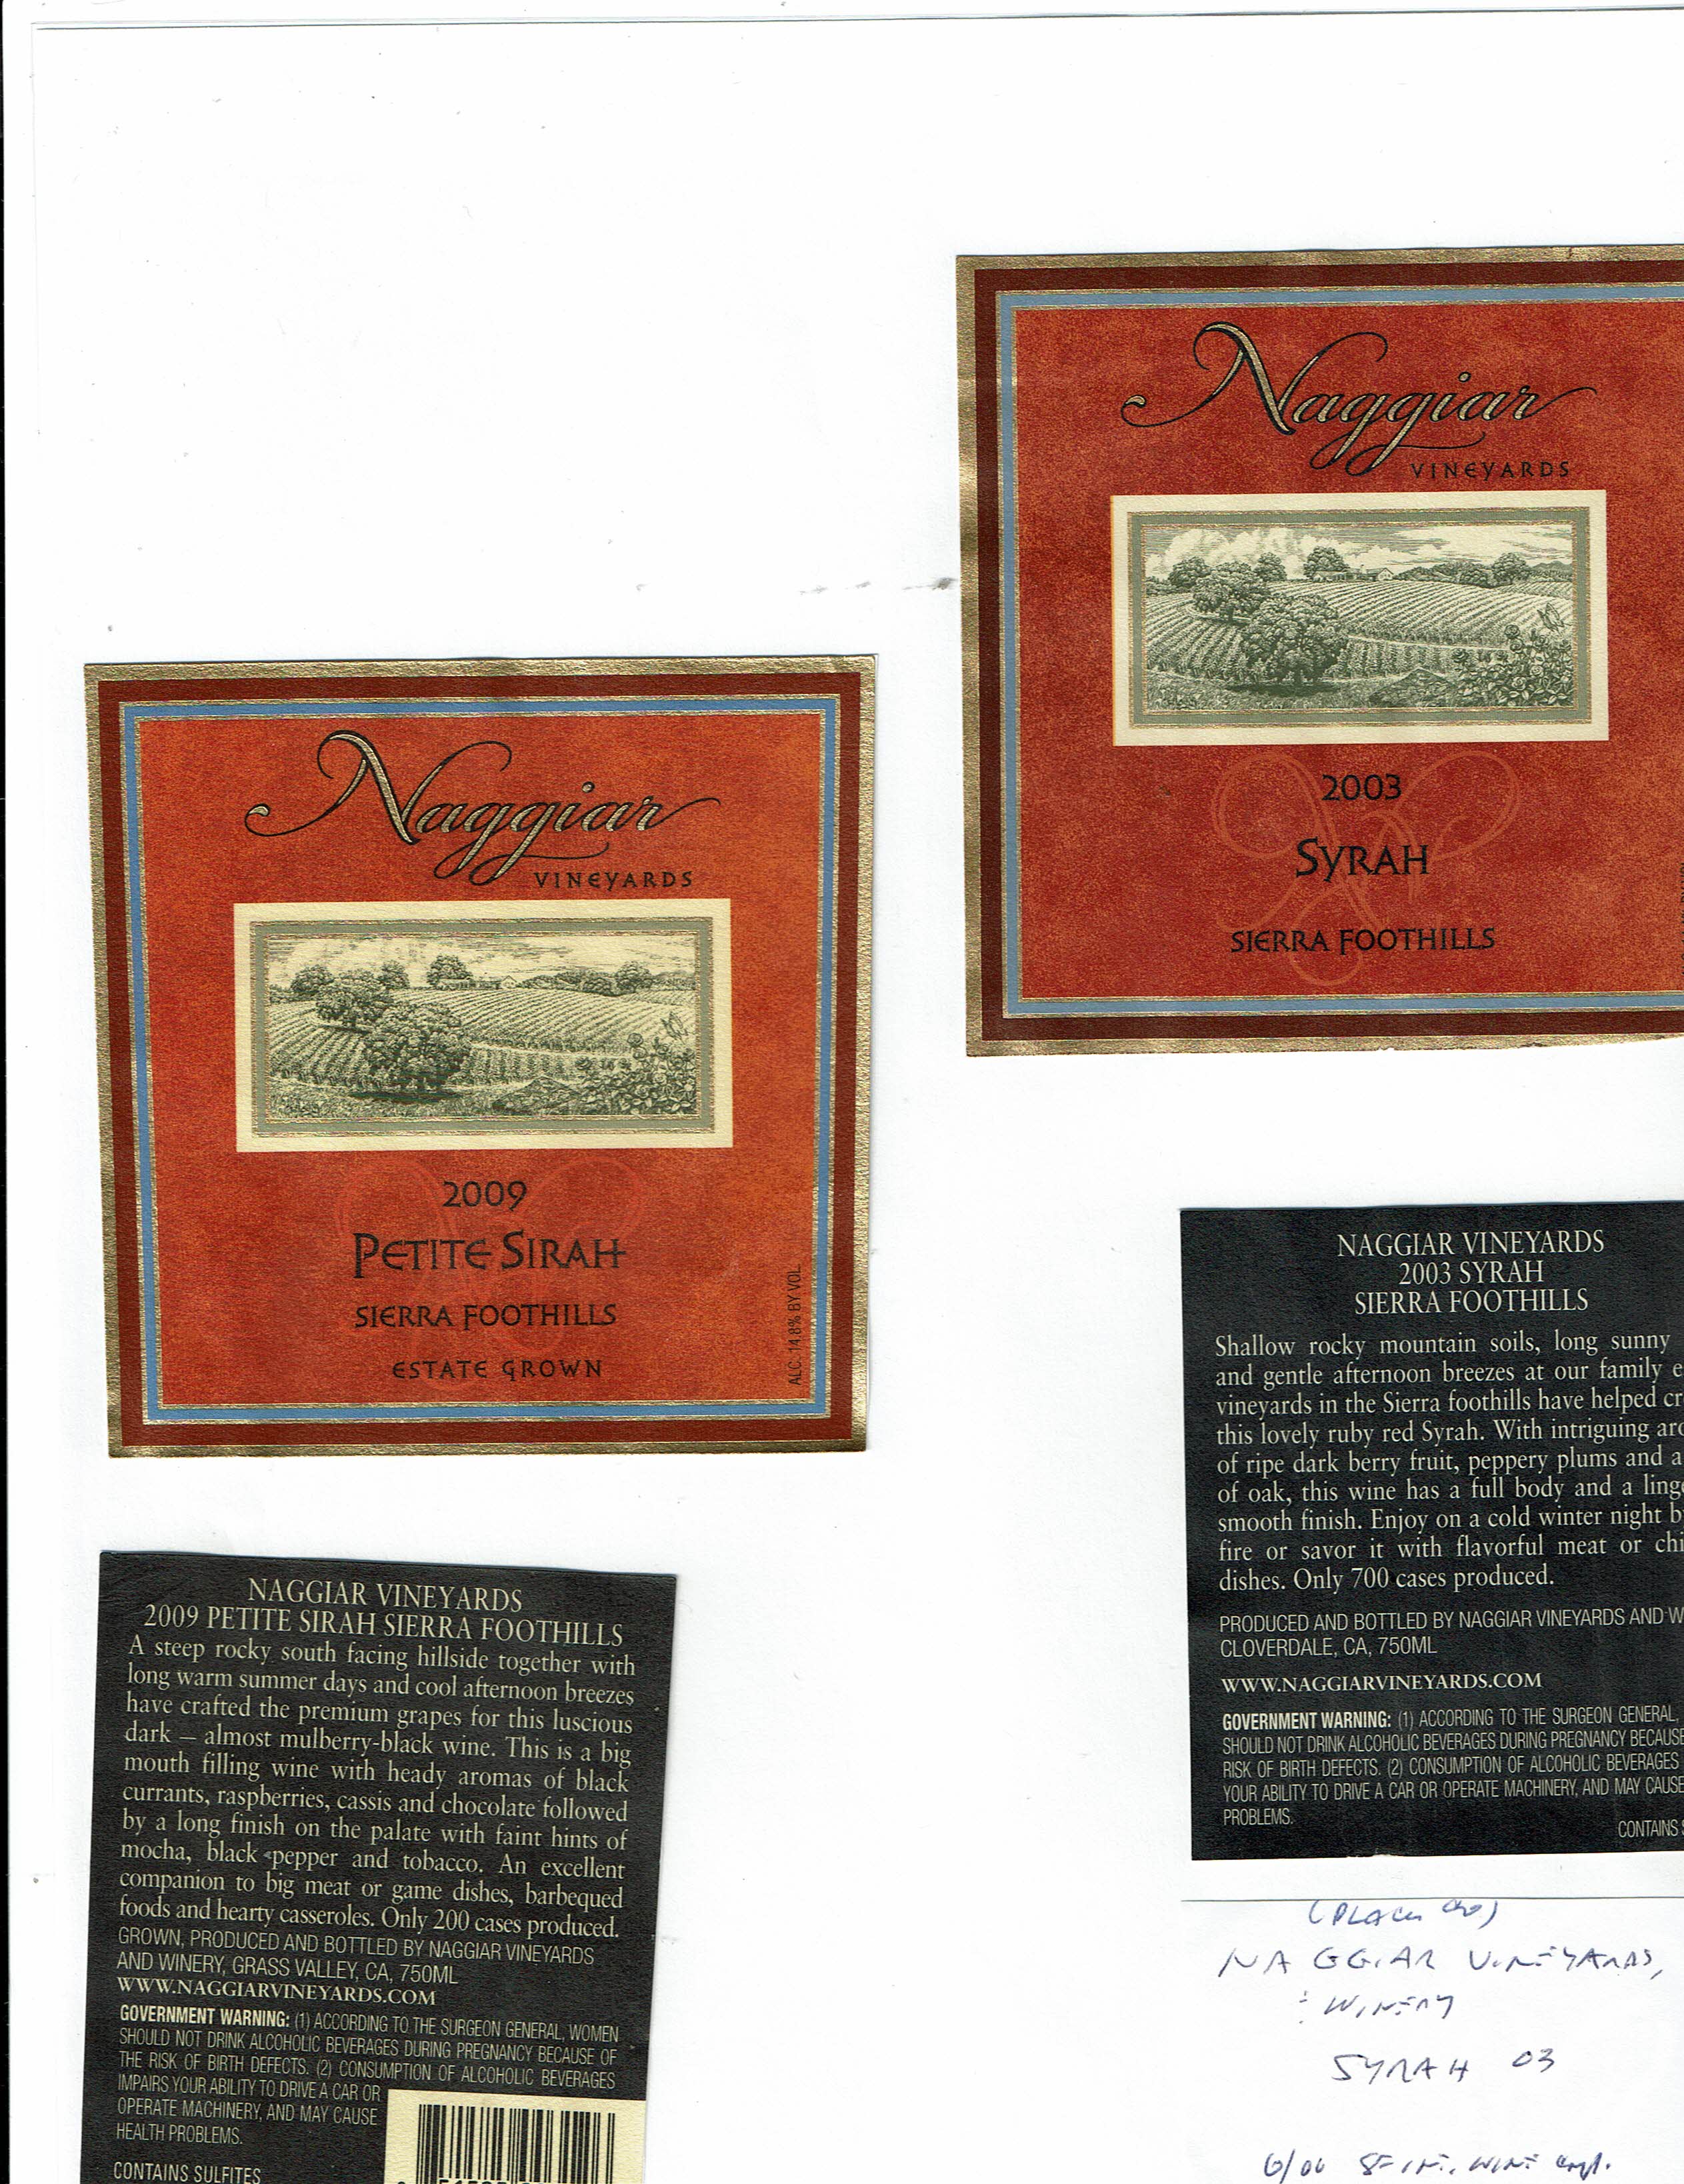 Naggiar
VINEYARDS
2009
PETITE SIRAH
SIERRA FOOTHILLS
ESTATE GROWN
ALC. 14.8% BY VOL.
NAGGIAR VINEYARDS
2009 PETITE SIRAH SIERRA FOOTHILLS
A steep rocky south facing hillside together with
long warm summer days and cool afternoon breezes
have crafted the premium grapes for this luscious
dark – almost mulberry-black wine. This is a big
mouth filling wine with heady aromas of black
currants, raspberries, cassis and chocolate followed
by a long finish on the palate with faint hints of
mocha, black pepper and tobacco. An excellent
companion to big meat or game dishes, barbequed
foods and hearty casseroles. Only 200 cases produced.
GROWN, PRODUCED AND BOTTLED BY NAGGIAR VINEYARDS
AND WINERY, GRASS VALLEY, CA, 750ML
WWW.NAGGIARVINEYARDS.COM
GOVERNMENT WARNING: (1) ACCORDING TO THE SURGEON GENERAL, WOMEN
SHOULD NOT DRINK ALCOHOLIC BEVERAGES DURING PREGNANCY BECAUSE OF
THE RISK OF BIRTH DEFECTS. (2) CONSUMPTION OF ALCOHOLIC BEVERAGES
IMPAIRS YOUR ABILITY TO DRIVE A CAR OR
OPERATE MACHINERY, AND MAY CAUSE
HEALTH PROBLEMS.
CONTAINS SULFITES
Naggiar
VINEYARDS
2003
SYRAH
SIERRA FOOTHILLS
NAGGIAR VINEYARDS
2003 SYRAH
SIERRA FOOTHILLS
Shallow rocky mountain soils, long sunny
and gentle afternoon breezes at our family e
vineyards in the Sierra foothills have helped cr
this lovely ruby red Syrah. With intriguing aro
of ripe dark berry fruit, peppery plums and a
of oak, this wine has a full body and a linge
smooth finish. Enjoy on a cold winter night b
fire or savor it with flavorful meat or chi
dishes. Only 700 cases produced.
PRODUCED AND BOTTLED BY NAGGIAR VINEYARDS AND W
CLOVERDALE, CA, 750ML
WWW.NAGGIARVINEYARDS.COM
GOVERNMENT WARNING: (1) ACCORDING TO THE SURGEON GENERAL,
SHOULD NOT DRINK ALCOHOLIC BEVERAGES DURING PREGNANCY BECAUSE
RISK OF BIRTH DEFECTS. (2) CONSUMPTION OF ALCOHOLIC BEVERAGES
YOUR ABILITY TO DRIVE A CAR OR OPERATE MACHINERY, AND MAY CAUSE
PROBLEMS.
CONTAINS S
NAGGIAR VINEYARDS,
WINERY
SYRAH 03
6/06 WINE